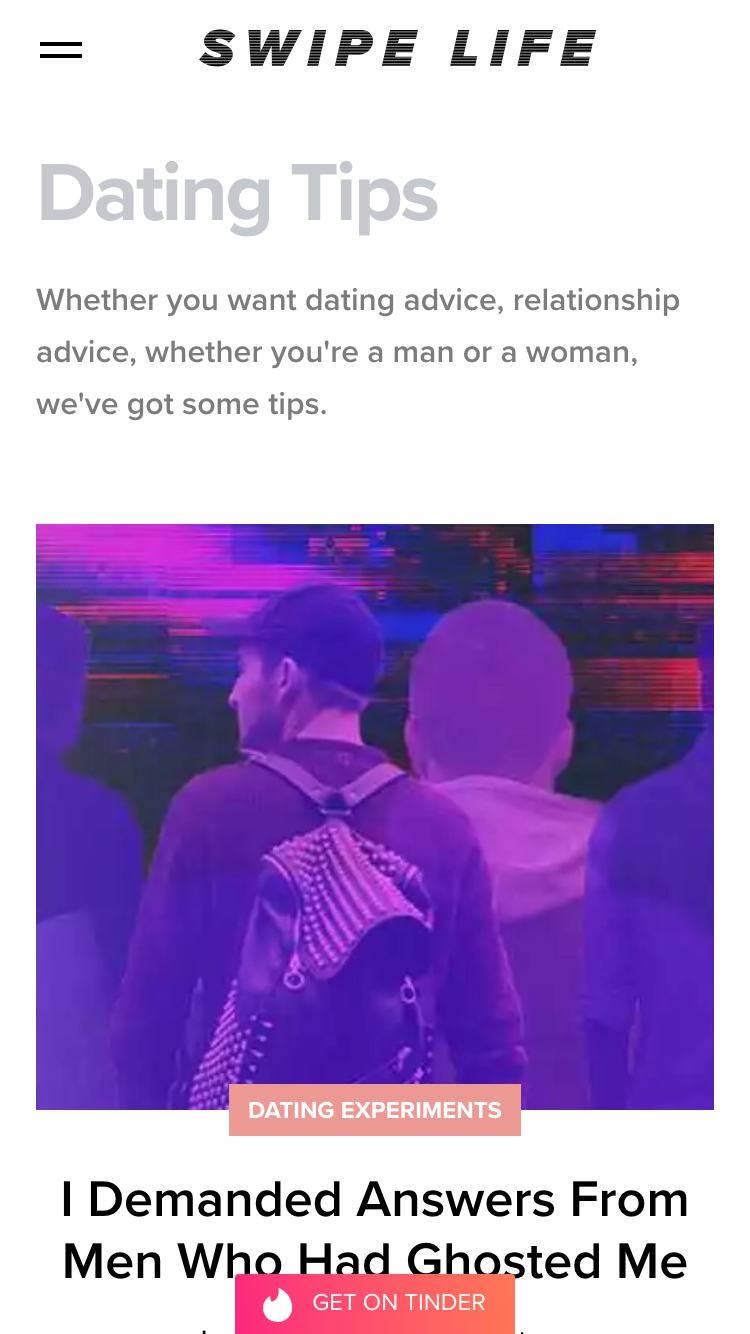 SWIPE LIFE
Dating Tips
Whether you want dating advice, relationship
advice, whether you're a man or a woman,
we've got some tips.
DATING EXPERIMENTS
I Demanded Answers From
Men Who Had Ghosted Me
GET ON TINDER